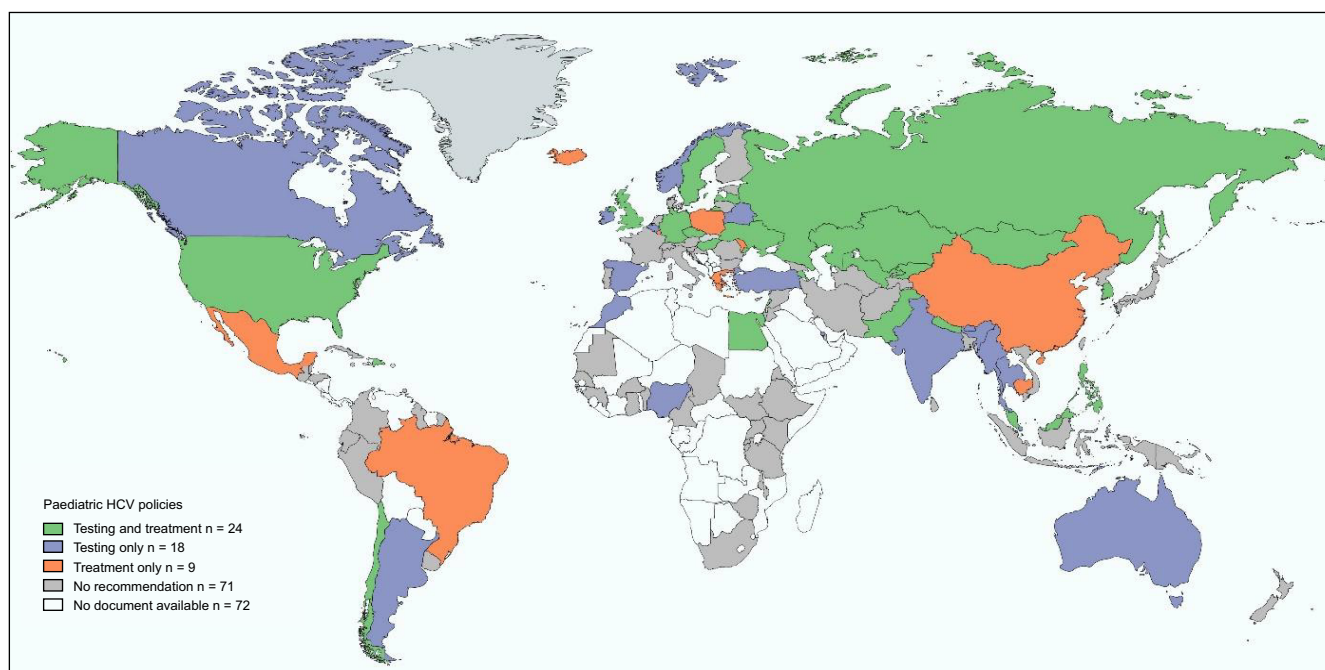 Paediatric HCV policies
Testing and treatment n = 24
Testing only n = 18
Treatment only n = 9
No recommendation n = 71
No document available n = 72